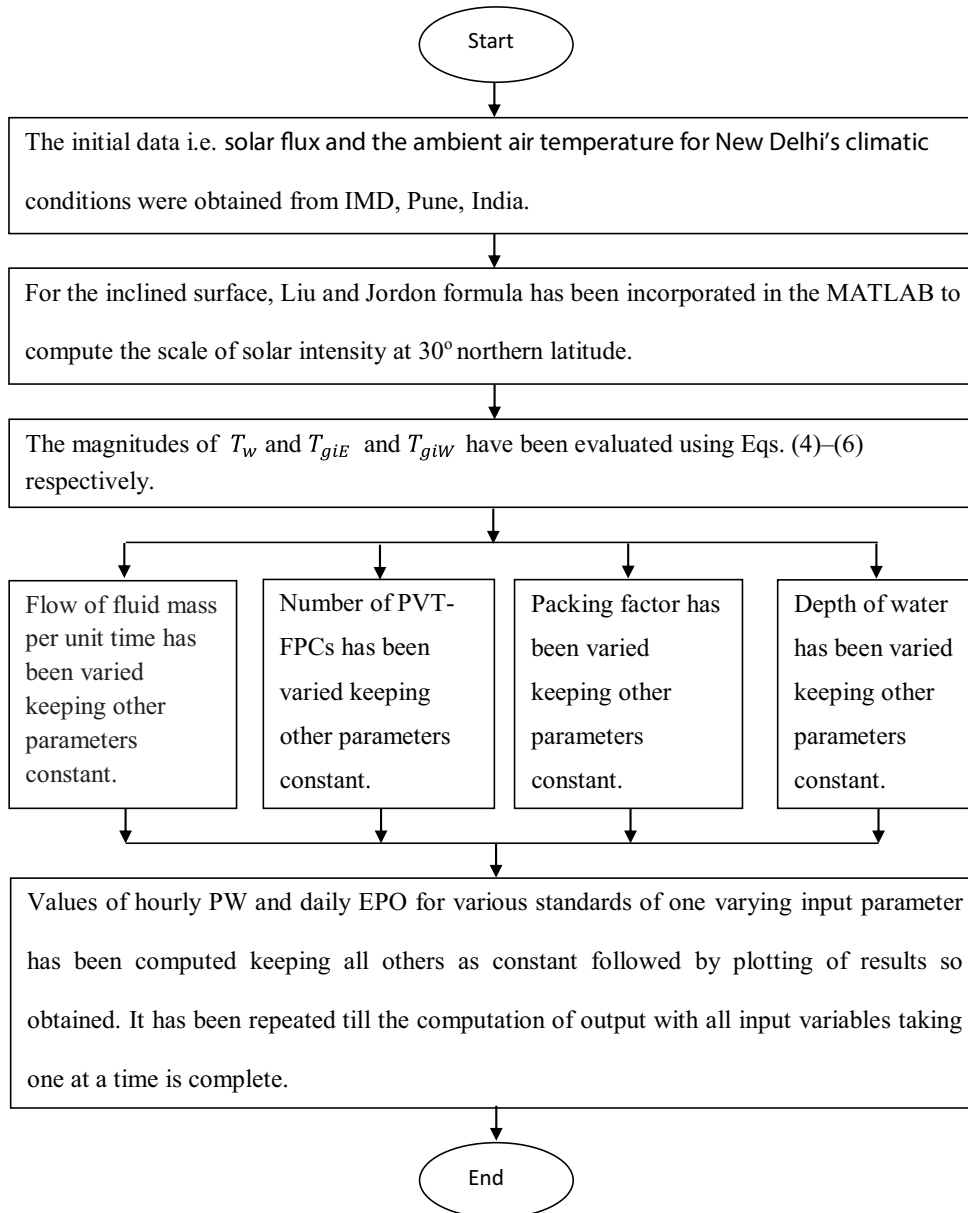 Start
The initial data i.e. solar flux and the ambient air temperature for New Delhi's climatic
conditions were obtained from IMD, Pune, India.
For the inclined surface, Liu and Jordon formula has been incorporated in the MATLAB to
compute the scale of solar intensity at 30° northern latitude.
The magnitudes of T_w and T_giE and T_giW have been evaluated using Eqs. (4)–(6)
respectively.
Flow of fluid mass
per unit time has
been varied
keeping other
parameters
constant.
Number of PVT-
FPCs has been
varied keeping
other parameters
constant.
Packing factor has
been varied
keeping other
parameters
constant.
Depth of water
has been varied
keeping other
parameters
constant.
Values of hourly PW and daily EPO for various standards of one varying input parameter
has been computed keeping all others as constant followed by plotting of results so
obtained. It has been repeated till the computation of output with all input variables taking
one at a time is complete.
End